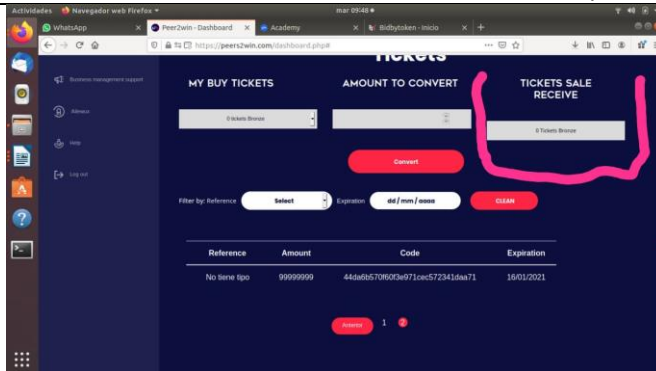 Actividades Navegador web Firefox mar 09:48
WhatsApp
Peer2win - Dashboard
Academy
Bidbytoken - Inicio
https://peers2win.com/dashboard.php#
Tickets
Business management support
Help
Log out
MY BUY TICKETS
AMOUNT TO CONVERT
TICKETS SALE
RECEIVE
0 tickets Bronze
0 Tickets Bronze
Convert
Filter by: Reference Select Expiration dd / mm / aaaa CLEAN
Reference Amount Code Expiration
No tiene tipo 99999999 44da6b570f60f3e971cec572341daa71 16/01/2021
Anterior 1 2